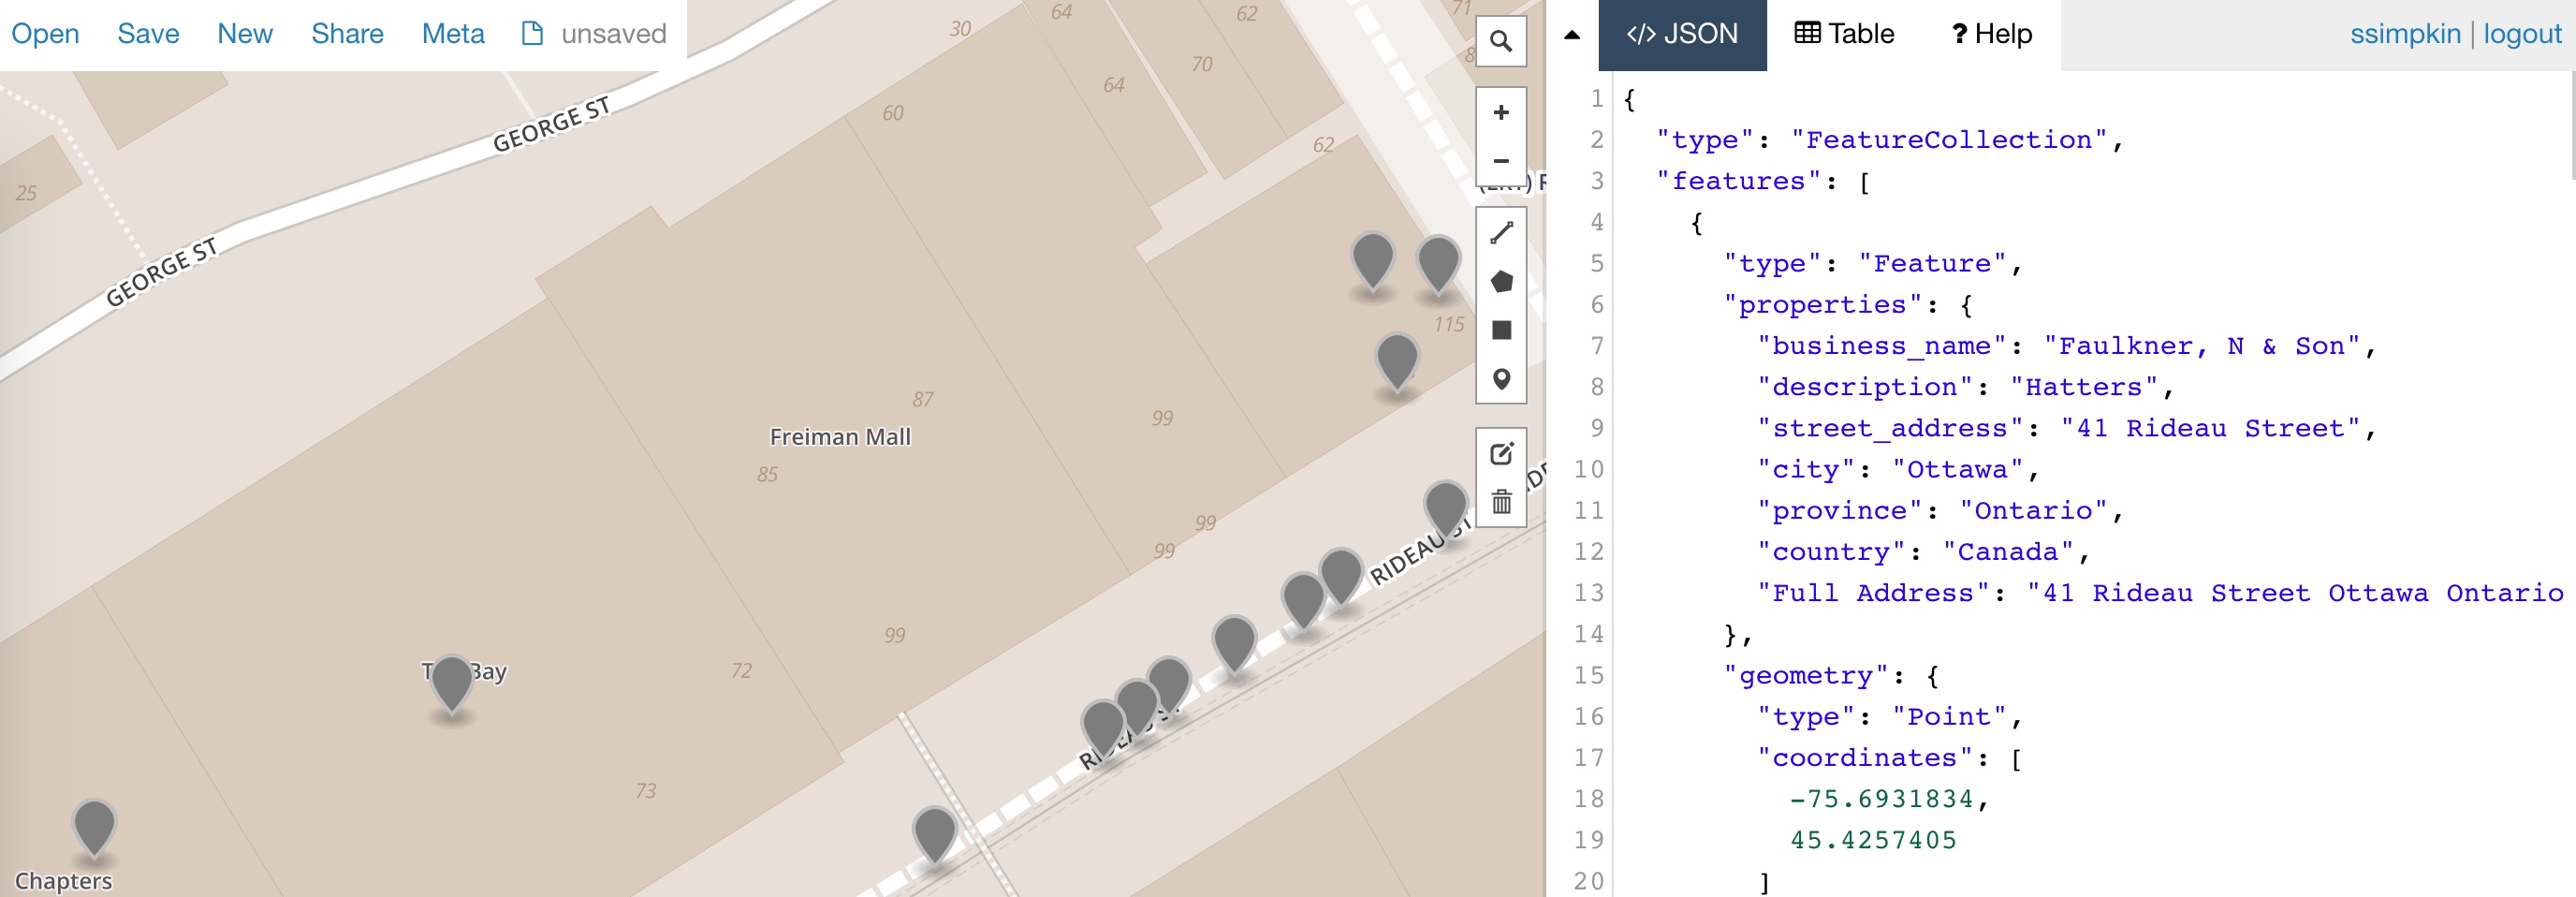 Open Save New Share Meta unsaved
JSON Table ? Help
ssimpkin | logout
30
64
62
71
70
64
60
62
25
GEORGE ST
GEORGE ST
115
87
99
Freiman Mall
85
99
99
99
72
73
RIDEAU ST
Bay
Chapters
1 {
2 "type": "FeatureCollection",
3 "features": [
4 {
5 "type": "Feature",
6 "properties": {
7 "business_name": "Faulkner, N & Son",
8 "description": "Hatters",
9 "street_address": "41 Rideau Street",
10 "city": "Ottawa",
11 "province": "Ontario",
12 "country": "Canada",
13 "Full Address": "41 Rideau Street Ottawa Ontario
14 },
15 "geometry": {
16 "type": "Point",
17 "coordinates": [
18 -75.6931834,
19 45.4257405
20 ]